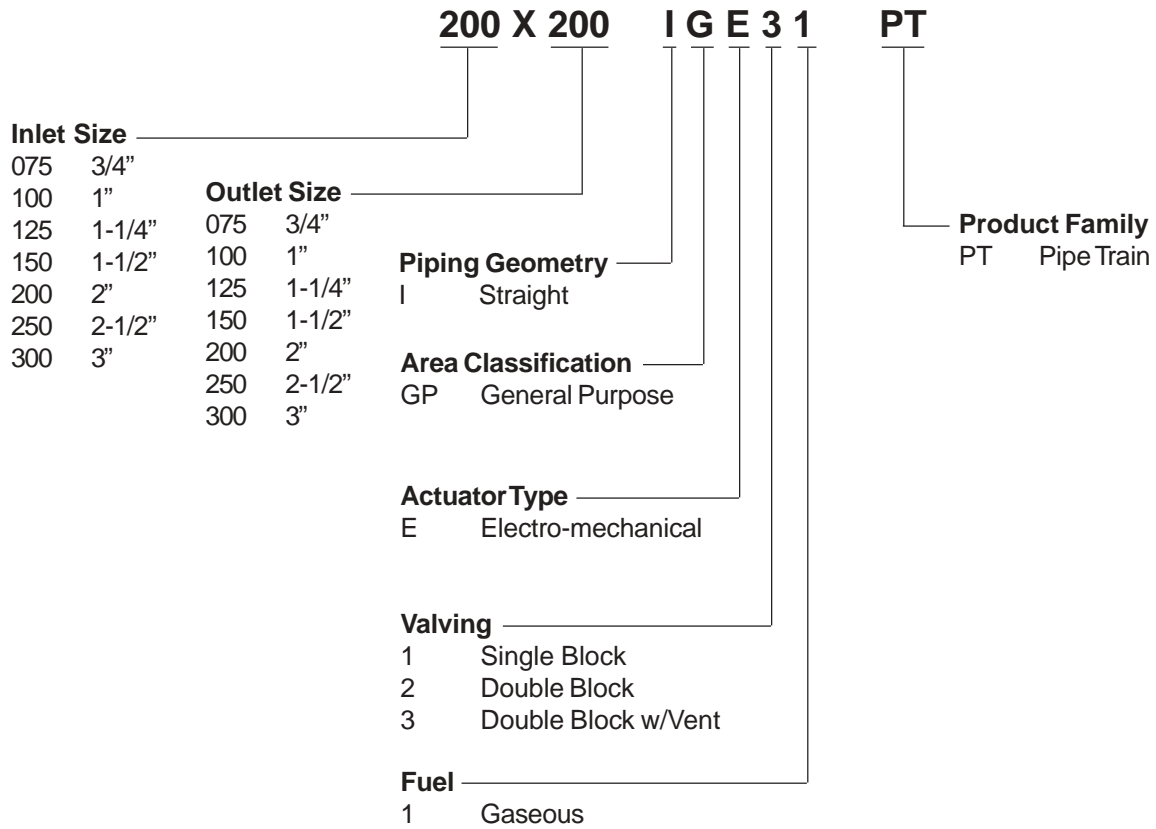 200 X 200 I G E 3 1 PT
Inlet Size
075 3/4”
100 1”
125 1-1/4”
150 1-1/2”
200 2”
250 2-1/2”
300 3”
Outlet Size
075 3/4”
100 1”
125 1-1/4”
150 1-1/2”
200 2”
250 2-1/2”
300 3”
Piping Geometry
I Straight
Area Classification
GP General Purpose
Actuator Type
E Electro-mechanical
Valving
1 Single Block
2 Double Block
3 Double Block w/Vent
Fuel
1 Gaseous
Product Family
PT Pipe Train